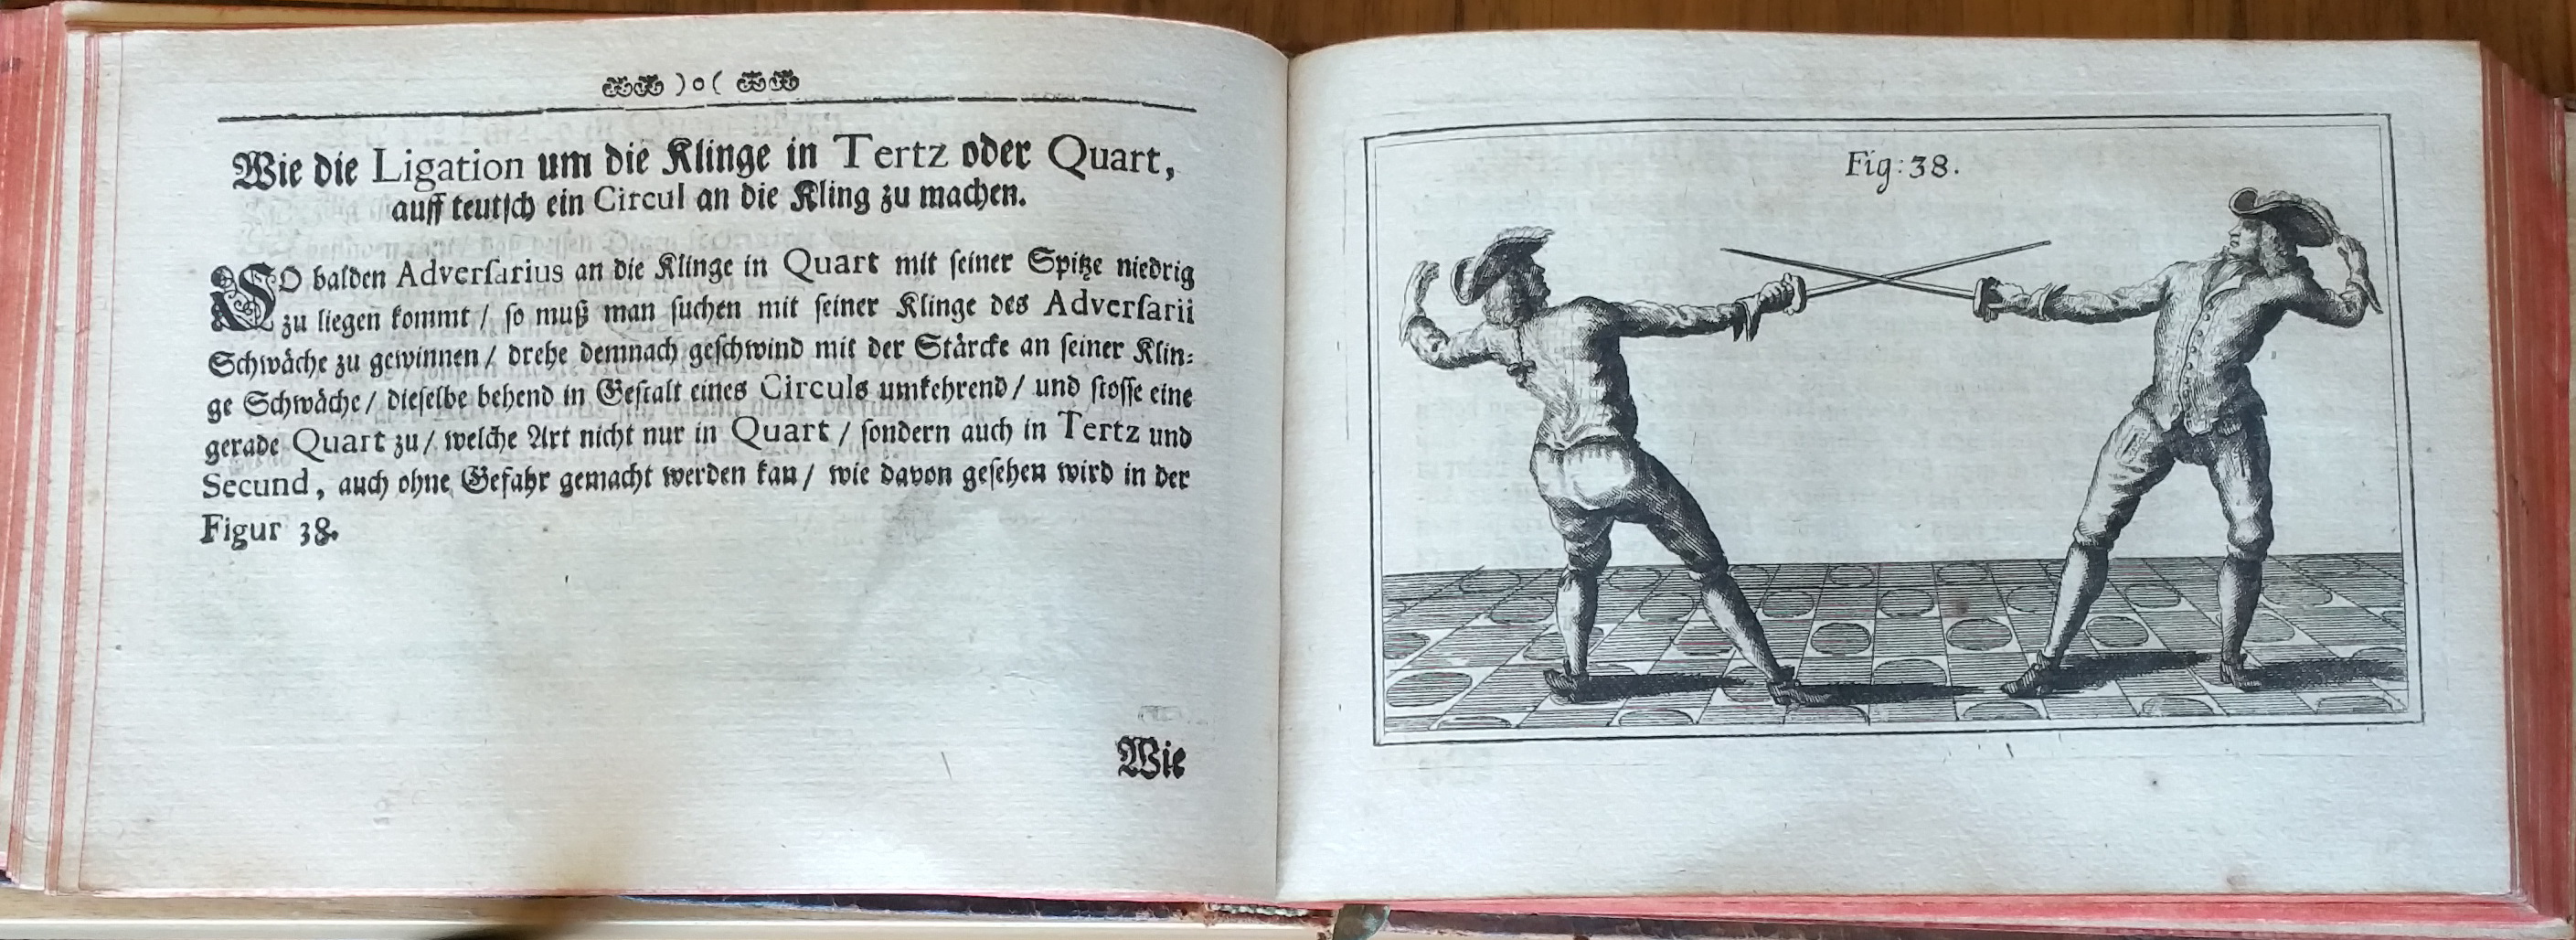 )o(
Wie die Ligation um die Klinge in Tertz oder Quart,
auff teutſch ein Circul an die Kling zu machen.
SO balden Adverſarius an die Klinge in Quart mit ſeiner Spitze niedrig
zu liegen kommt / ſo muß man ſuchen mit ſeiner Klinge des Adverſarii
Schwäche zu gewinnen / drehe demnach geſchwind mit der Stärcke an ſeiner Klin⸗
ge Schwäche / dieſelbe behend in Geſtalt eines Circuls umkehrend / und ſtoſſe eine
gerade Quart zu / welche Art nicht nur in Quart / ſondern auch in Tertz und
Secund, auch ohne Gefahr gemacht werden kan / wie davon geſehen wird in der
Figur 38.
Wie
Fig: 38.